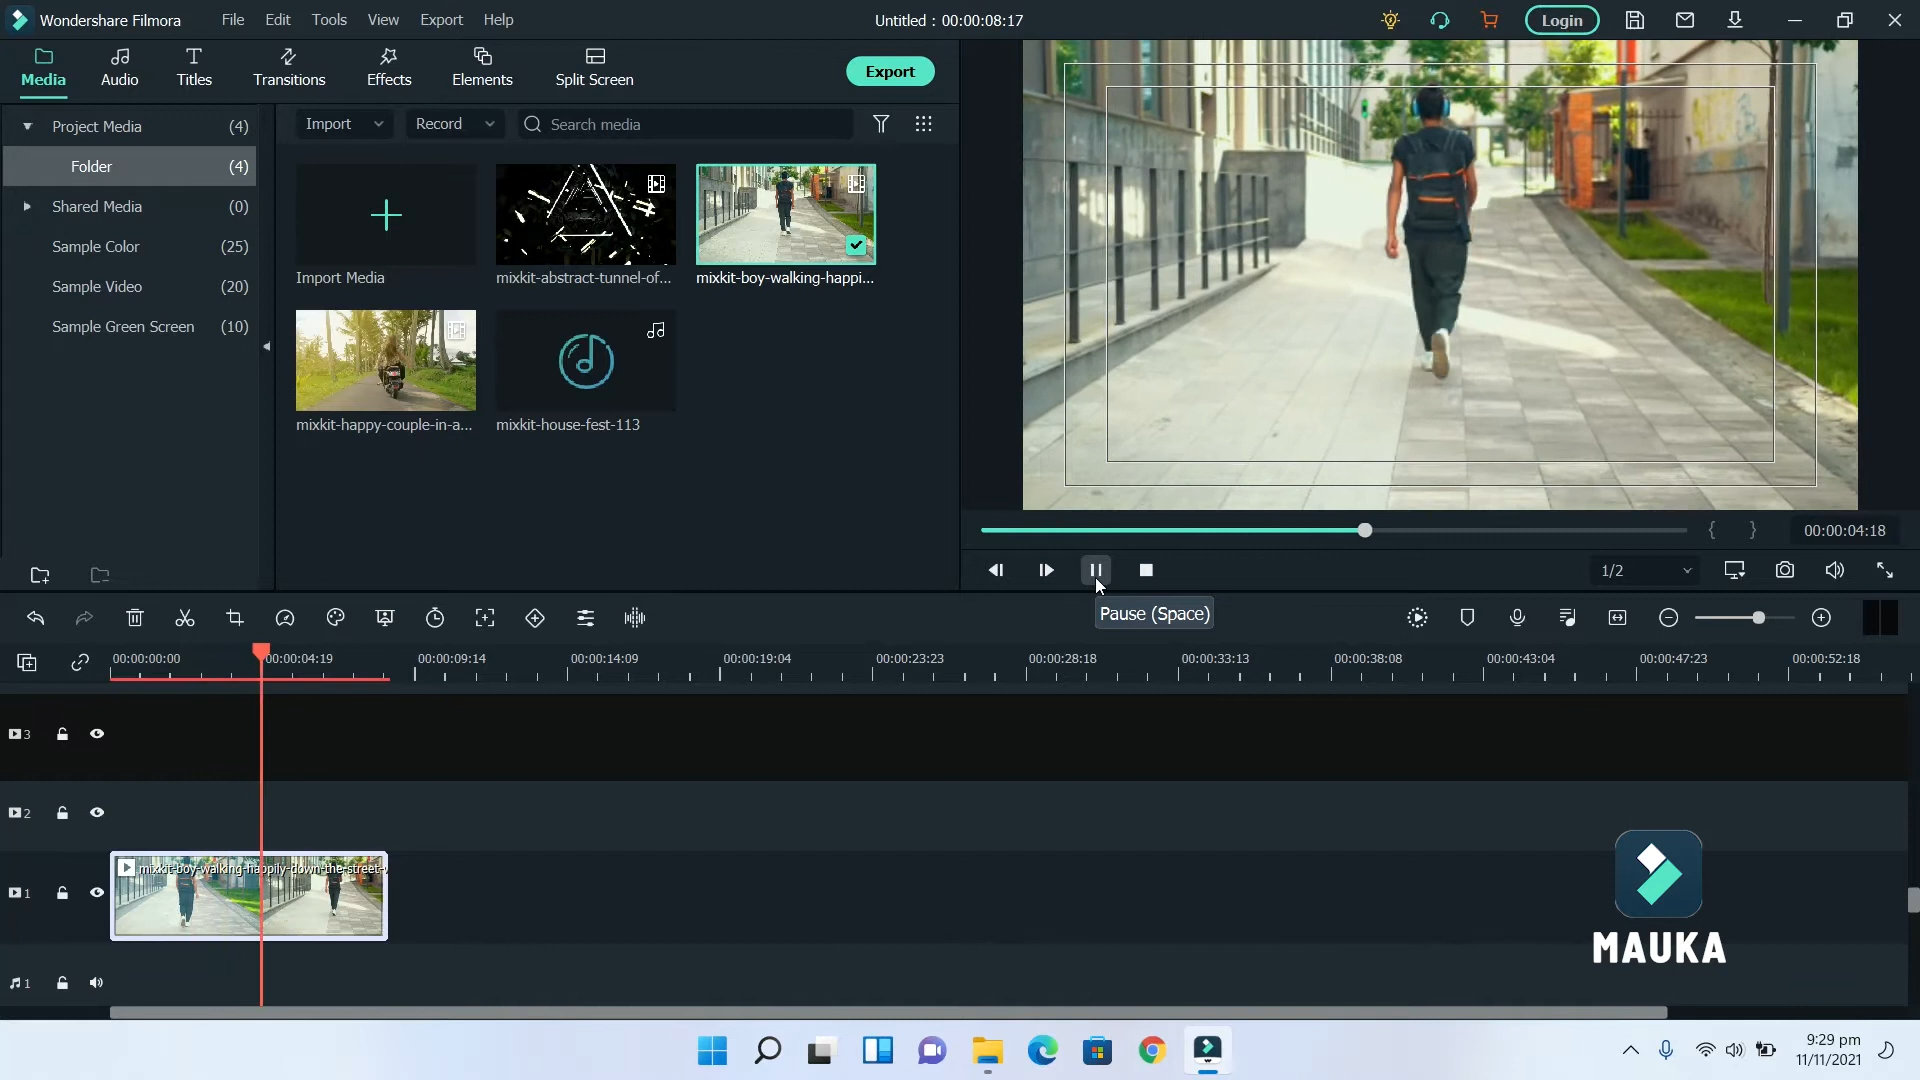 Wondershare Filmora File Edit Tools View Export Help Untitled : 00:00:08:17 Login
Media Audio Titles Transitions Effects Elements Split Screen Export
Project Media (4)
Folder (4)
Shared Media (0)
Sample Color (25)
Sample Video (20)
Sample Green Screen (10)
Import Record Search media
Import Media mixkit-abstract-tunnel-of... mixkit-boy-walking-happi...
mixkit-happy-couple-in-a... mixkit-house-fest-113
00:00:04:18
1/2
Pause (Space)
00:00:00:00 00:00:04:19 00:00:09:14 00:00:14:09 00:00:19:04 00:00:23:23 00:00:28:18 00:00:33:13 00:00:38:08 00:00:43:04 00:00:47:23 00:00:52:18
3
2
mixkit-boy-walking-happily-down-the-street-
1
MAUKA
1
9:29 pm
11/11/2021